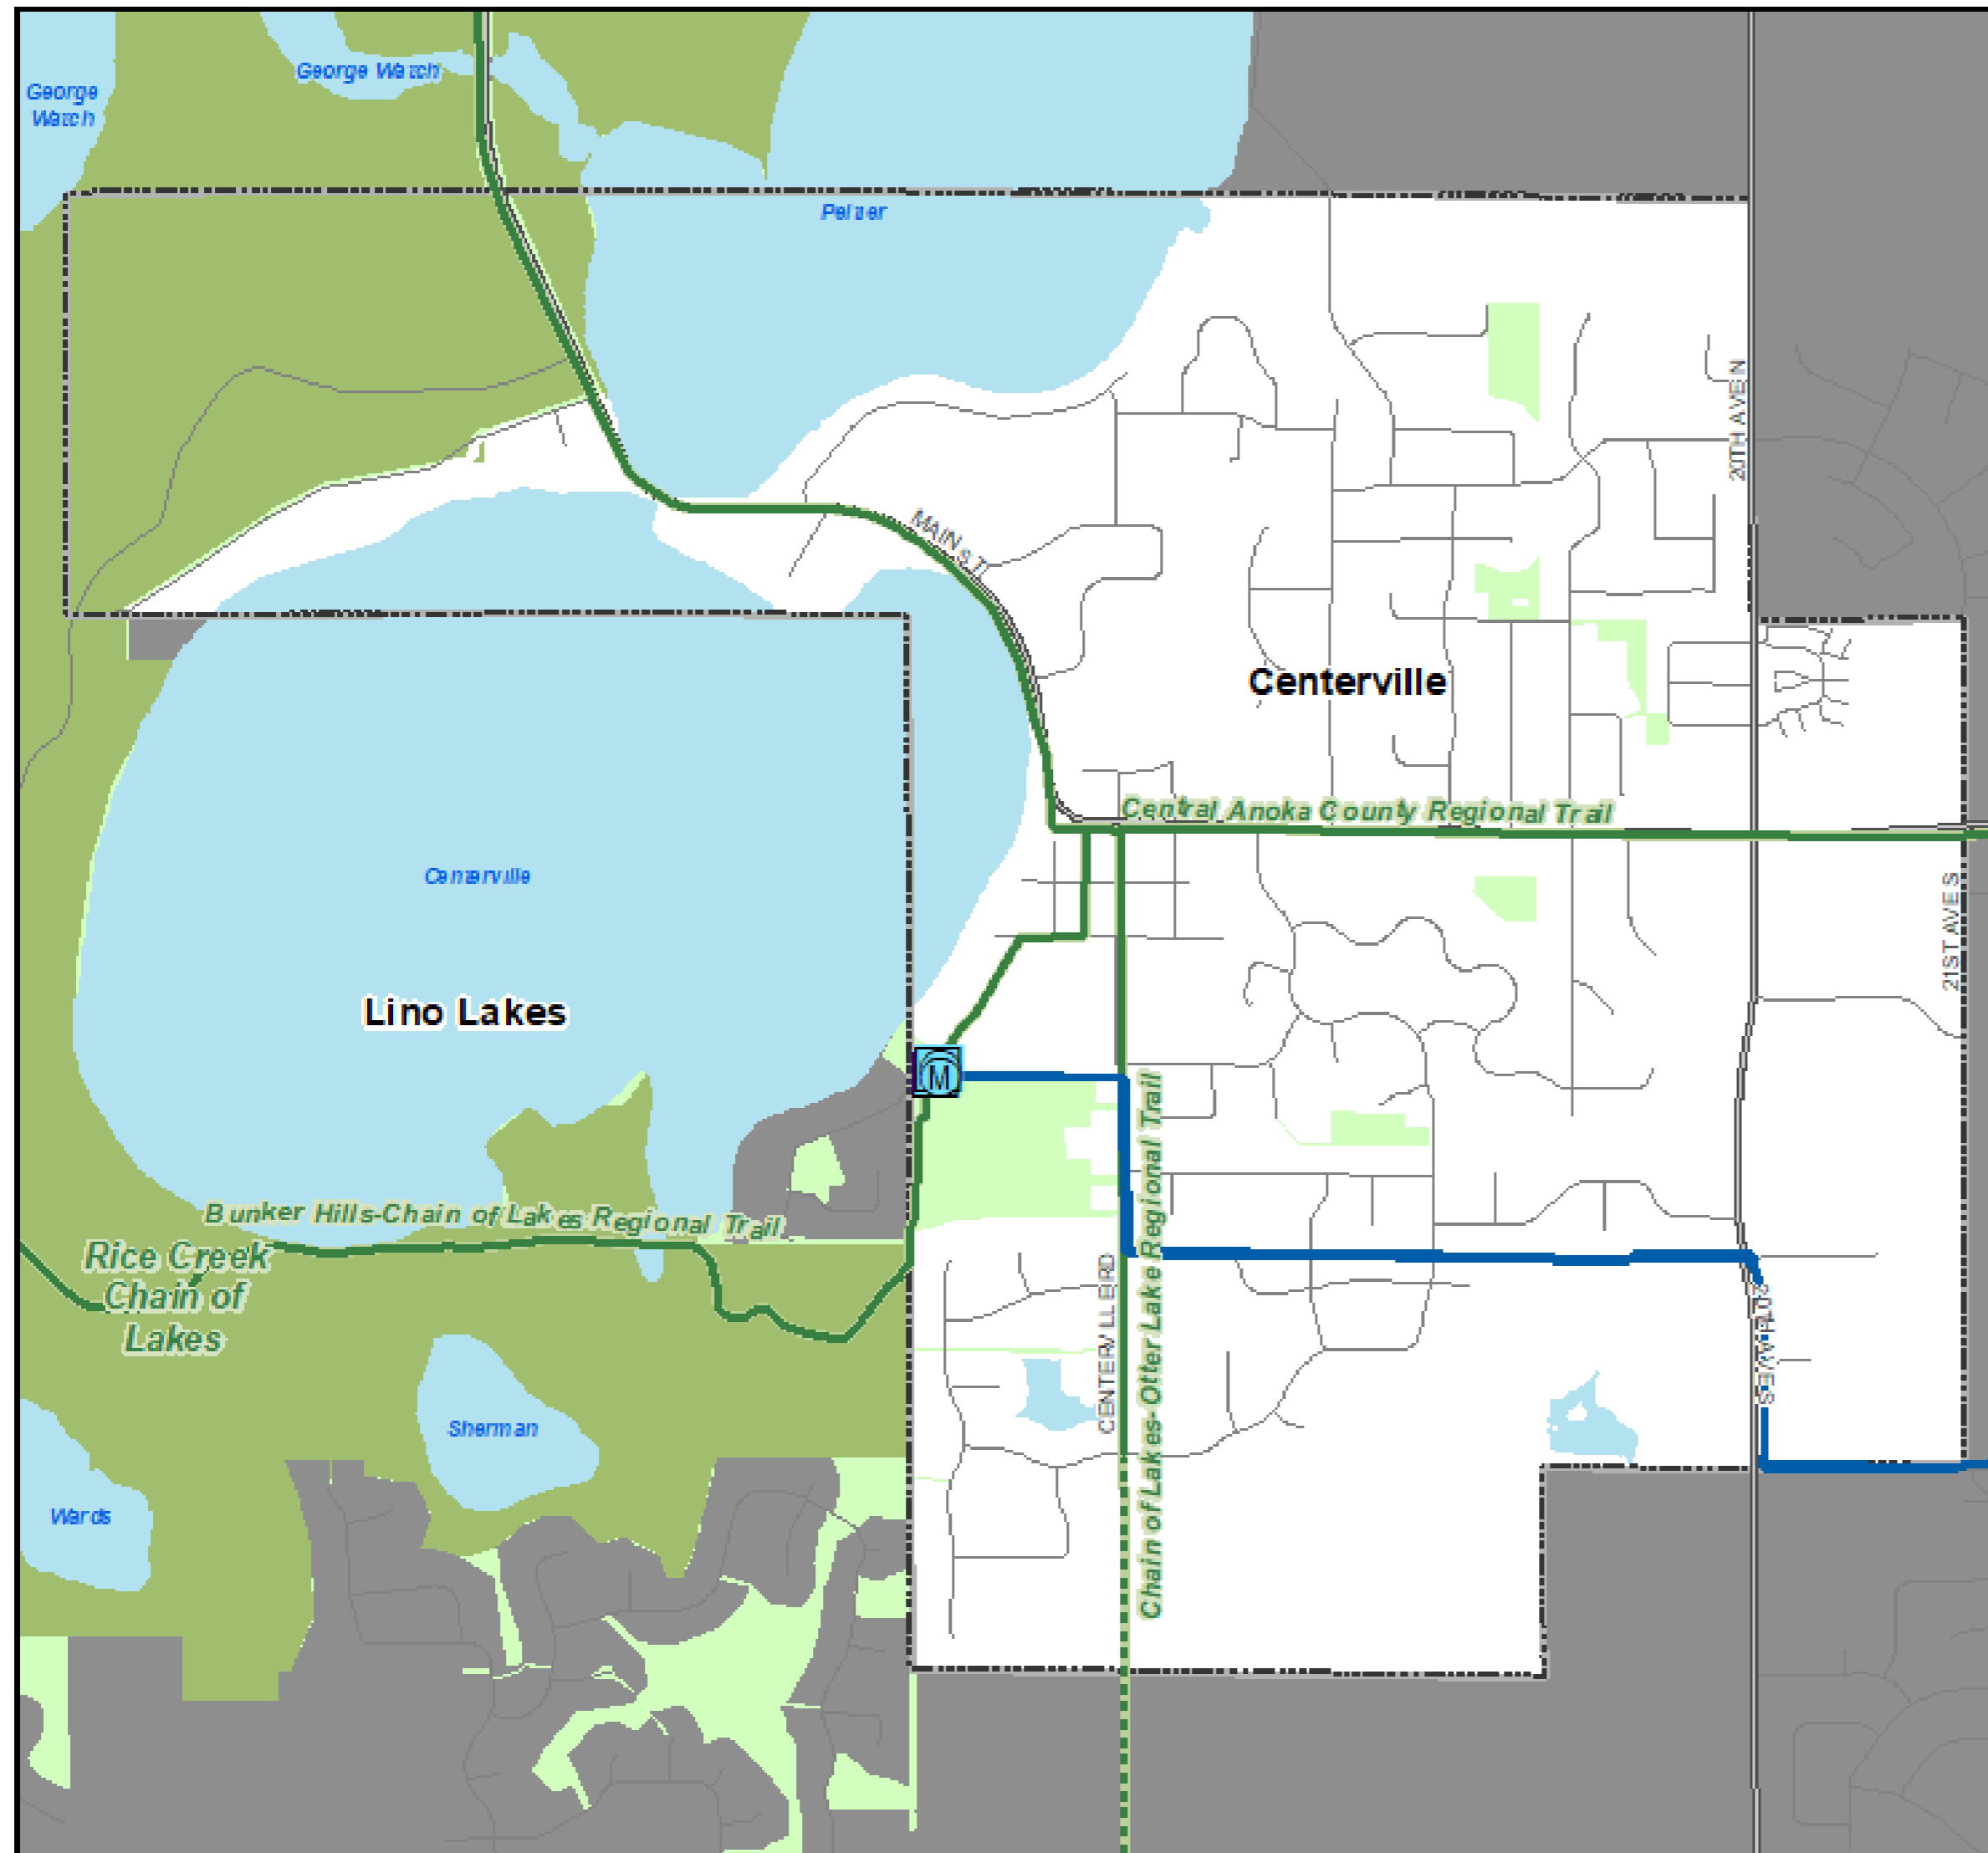 George Watch
George
Watch
Peltier
20TH AVE N
MAIN ST
Centerville
Central Anoka County Regional Trail
Centerville
21ST AVE S
Lino Lakes
M
Bunker Hills-Chain of Lakes Regional Trail
Rice Creek
Chain of
Lakes
CENTERVILLE RD
Chain of Lakes-Otter Lake Regional Trail
20TH AVE S
Sherman
Wards